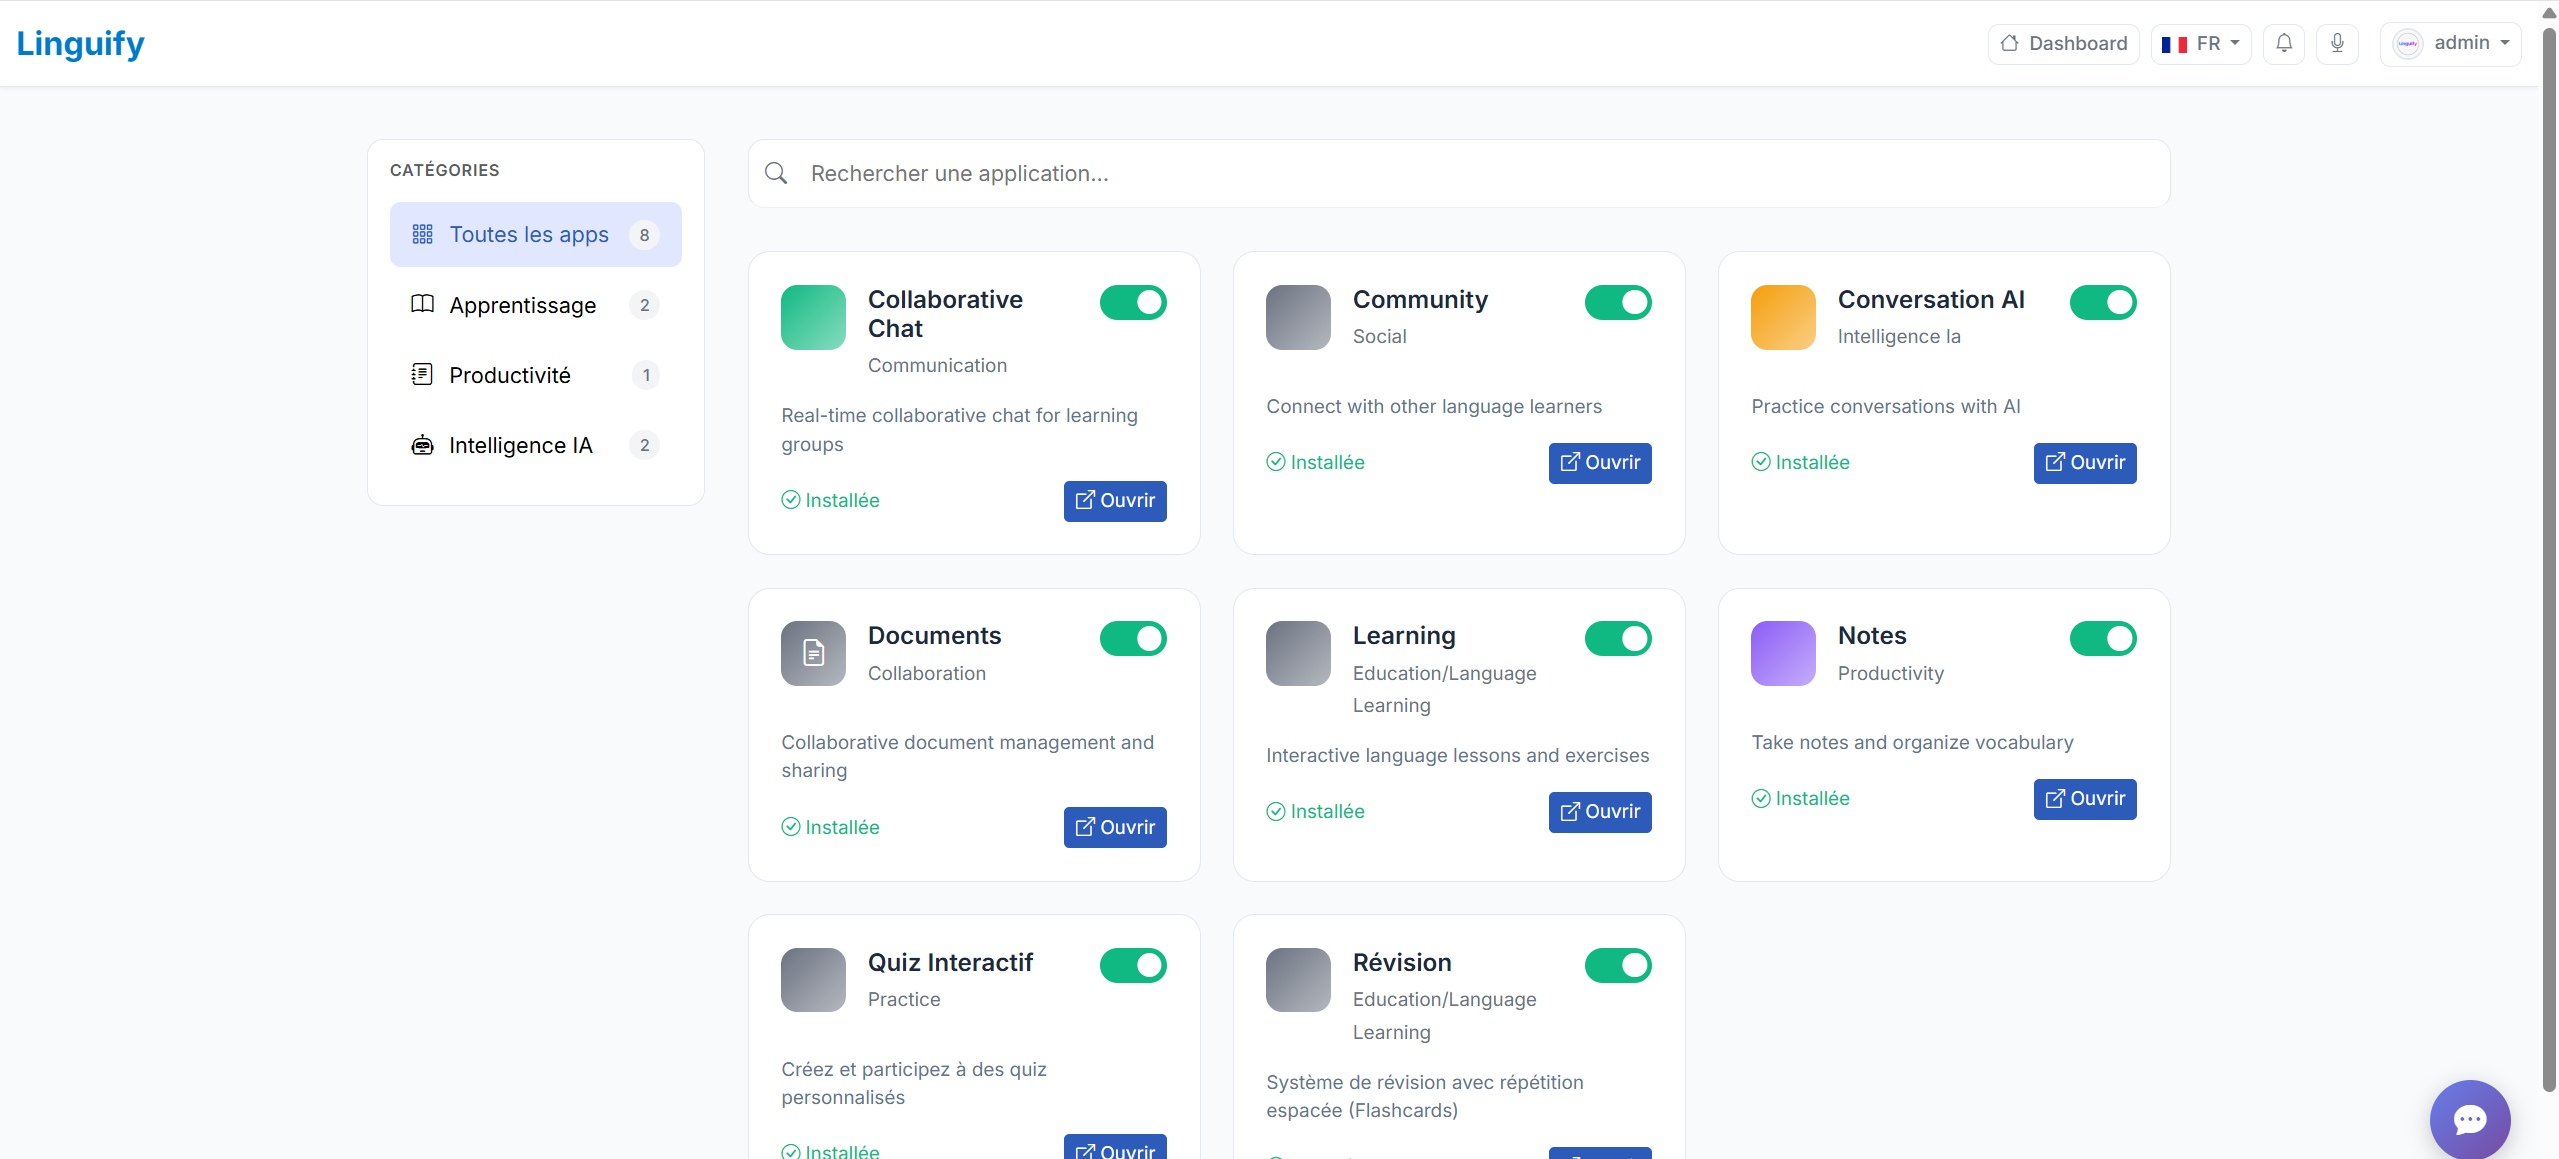 Linguify
Dashboard
FR
admin
CATÉGORIES
Toutes les apps 8
Apprentissage 2
Productivité 1
Intelligence IA 2
Rechercher une application...
Collaborative
Chat
Communication
Real-time collaborative chat for learning
groups
Installée
Ouvrir
Community
Social
Connect with other language learners
Installée
Ouvrir
Conversation AI
Intelligence Ia
Practice conversations with AI
Installée
Ouvrir
Documents
Collaboration
Collaborative document management and
sharing
Installée
Ouvrir
Learning
Education/Language
Learning
Interactive language lessons and exercises
Installée
Ouvrir
Notes
Productivity
Take notes and organize vocabulary
Installée
Ouvrir
Quiz Interactif
Practice
Créez et participez à des quiz
personnalisés
Installée
Ouvrir
Révision
Education/Language
Learning
Système de révision avec répétition
espacée (Flashcards)